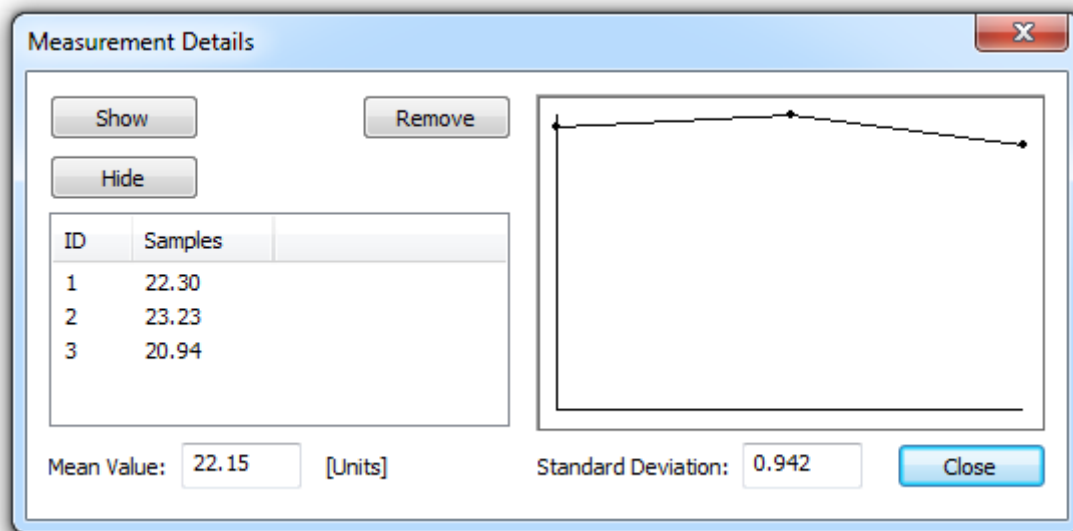 Measurement Details
Show
Remove
Hide
ID Samples
1 22.30
2 23.23
3 20.94
Mean Value: 22.15 [Units]
Standard Deviation: 0.942
Close